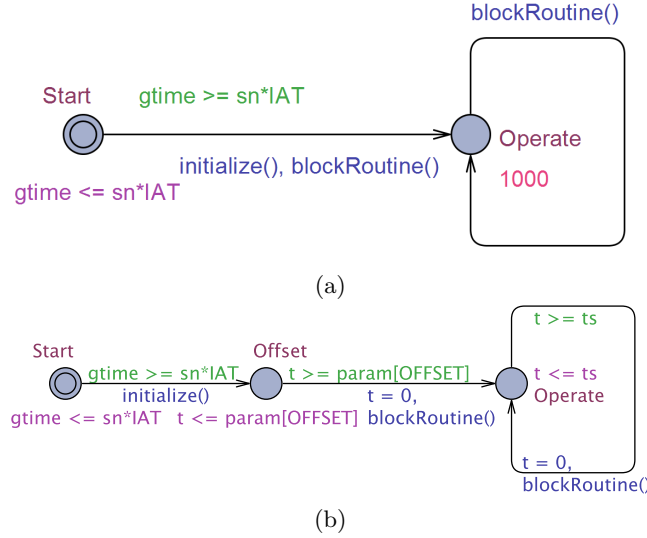 blockRoutine()
Start
gtime >= sn*IAT
initialize(), blockRoutine()
Operate
gtime <= sn*IAT
1000
(a)
Start
Offset
t >= ts
gtime >= sn*IAT
t >= param[OFFSET]
t <= ts
initialize()
t = 0,
Operate
gtime <= sn*IAT
t <= param[OFFSET]
blockRoutine()
t = 0,
blockRoutine()
(b)